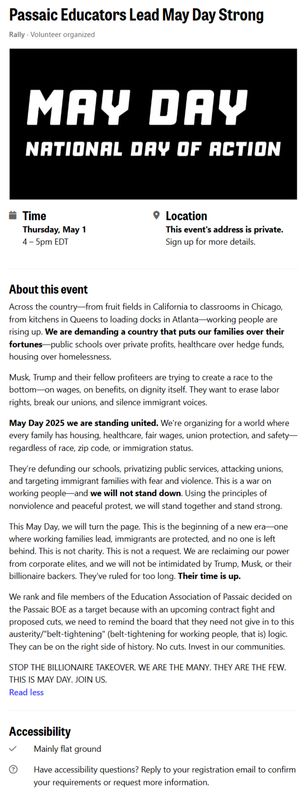 Passaic Educators Lead May Day Strong
Rally · Volunteer organized
MAY DAY
NATIONAL DAY OF ACTION
Time
Thursday, May 1
4 – 5pm EDT
Location
This event's address is private.
Sign up for more details.
About this event
Across the country—from fruit fields in California to classrooms in Chicago,
from kitchens in Queens to loading docks in Atlanta—working people are
rising up. We are demanding a country that puts our families over their
fortunes—public schools over private profits, healthcare over hedge funds,
housing over homelessness.
Musk, Trump and their fellow profiteers are trying to create a race to the
bottom—on wages, on benefits, on dignity itself. They want to erase labor
rights, break our unions, and silence immigrant voices.
May Day 2025 we are standing united. We're organizing for a world where
every family has housing, healthcare, fair wages, union protection, and safety—
regardless of race, zip code, or immigration status.
They're defunding our schools, privatizing public services, attacking unions,
and targeting immigrant families with fear and violence. This is a war on
working people—and we will not stand down. Using the principles of
nonviolence and peaceful protest, we will stand together and stand strong.
This May Day, we will turn the page. This is the beginning of a new era—one
where working families lead, immigrants are protected, and no one is left
behind. This is not charity. This is not a request. We are reclaiming our power
from corporate elites, and we will not be intimidated by Trump, Musk, or their
billionaire backers. They've ruled for too long. Their time is up.
We rank and file members of the Education Association of Passaic decided on
the Passaic BOE as a target because with an upcoming contract fight and
proposed cuts, we need to remind the board that they need not give in to this
austerity/"belt-tightening" (belt-tightening for working people, that is) logic.
They can be on the right side of history. No cuts. Invest in our communities.
STOP THE BILLIONAIRE TAKEOVER. WE ARE THE MANY. THEY ARE THE FEW.
THIS IS MAY DAY. JOIN US.
Read less
Accessibility
Mainly flat ground
Have accessibility questions? Reply to your registration email to confirm
your requirements or request more information.